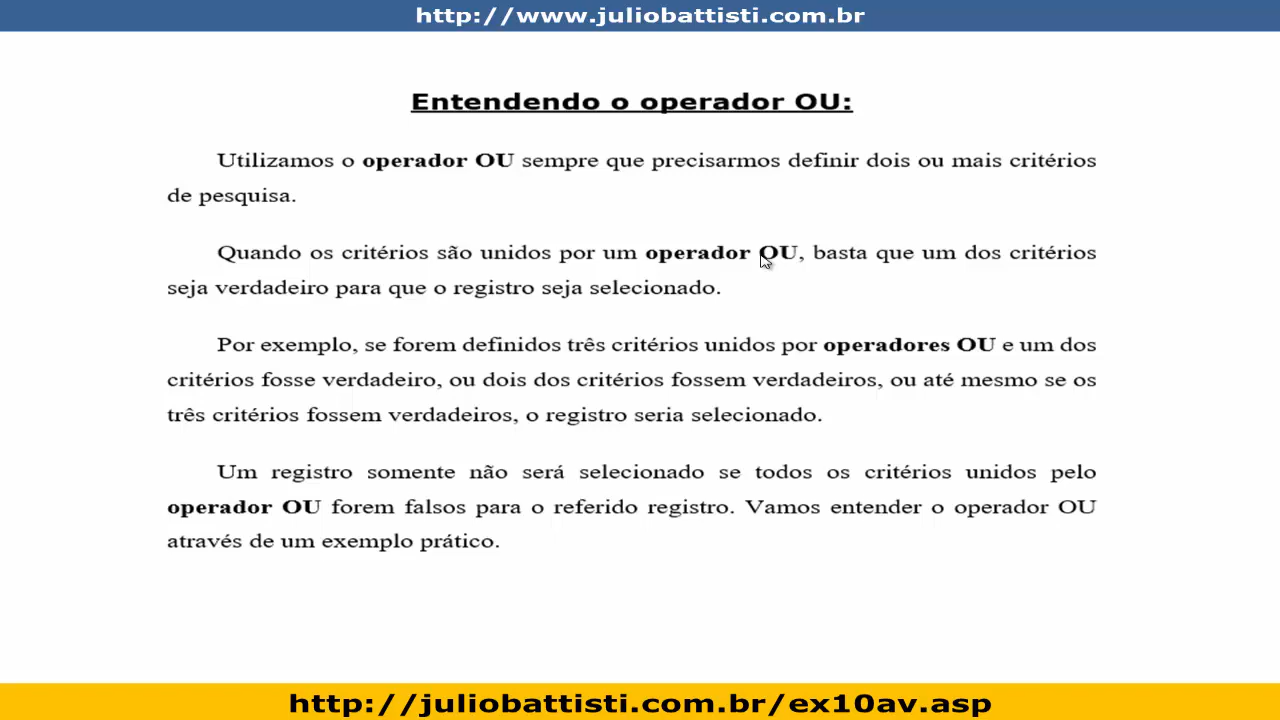 http://www.juliobattisti.com.br
Entendendo o operador OU:
Utilizamos o operador OU sempre que precisarmos definir dois ou mais critérios
de pesquisa.
Quando os critérios são unidos por um operador OU, basta que um dos critérios
seja verdadeiro para que o registro seja selecionado.
Por exemplo, se forem definidos três critérios unidos por operadores OU e um dos
critérios fosse verdadeiro, ou dois dos critérios fossem verdadeiros, ou até mesmo se os
três critérios fossem verdadeiros, o registro seria selecionado.
Um registro somente não será selecionado se todos os critérios unidos pelo
operador OU forem falsos para o referido registro. Vamos entender o operador OU
através de um exemplo prático.
http://juliobattisti.com.br/ex10av.asp